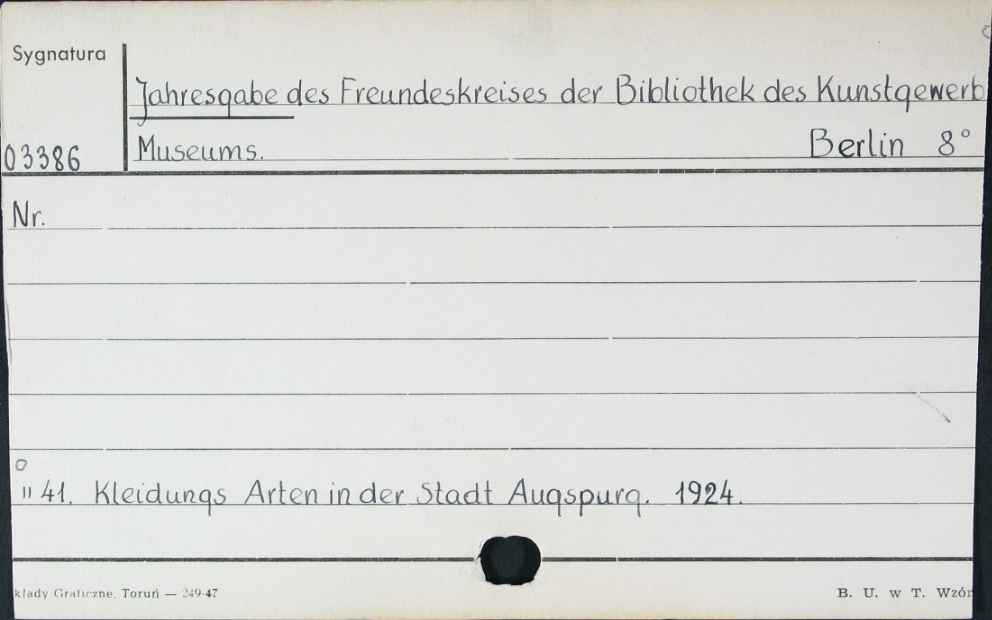 Sygnatura
Jahresgabe des Freundeskreises der Bibliothek des Kunstgewerb
03386 Museums. Berlin 8°
Nr.
" 41. Kleidungs Arten in der Stadt Augspurg. 1924.
kłady Graficzne, Toruń — 249-47 B. U. w T. Wzór